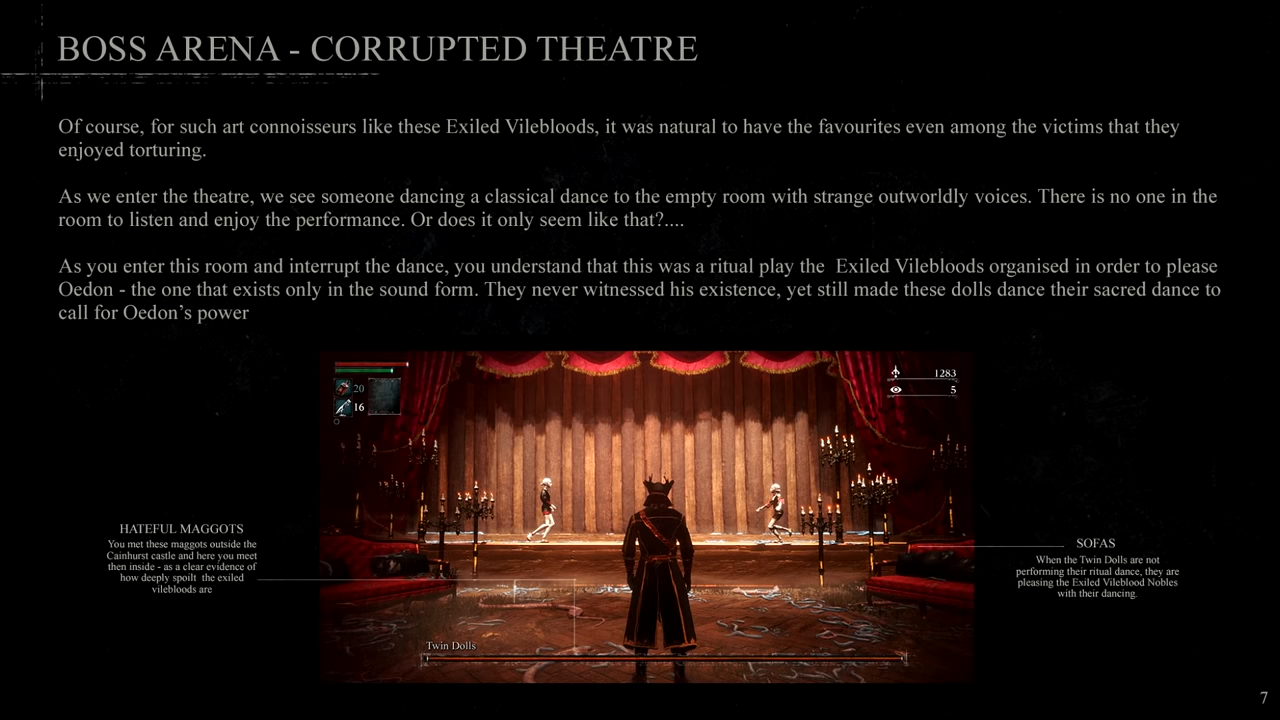 BOSS ARENA - CORRUPTED THEATRE
Of course, for such art connoisseurs like these Exiled Vilebloods, it was natural to have the favourites even among the victims that they
enjoyed torturing.
As we enter the theatre, we see someone dancing a classical dance to the empty room with strange outworldly voices. There is no one in the
room to listen and enjoy the performance. Or does it only seem like that?....
As you enter this room and interrupt the dance, you understand that this was a ritual play the  Exiled Vilebloods organised in order to please
Oedon - the one that exists only in the sound form. They never witnessed his existence, yet still made these dolls dance their sacred dance to
call for Oedon’s power
20
16
1283
5
HATEFUL MAGGOTS
You met these maggots outside the
Cainhurst castle and here you meet
then inside - as a clear evidence of
how deeply spoilt  the exiled
vilebloods are
SOFAS
When the Twin Dolls are not
performing their ritual dance, they are
pleasing the Exiled Vileblood Nobles
with their dancing.
Twin Dolls
7